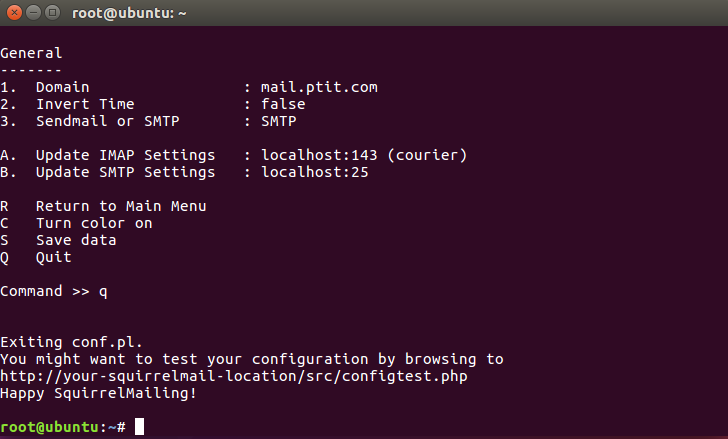 root@ubuntu: ~
General
-------
1.  Domain                 : mail.ptit.com
2.  Invert Time            : false
3.  Sendmail or SMTP       : SMTP
A.  Update IMAP Settings   : localhost:143 (courier)
B.  Update SMTP Settings   : localhost:25
R   Return to Main Menu
C   Turn color on
S   Save data
Q   Quit
Command >> q
Exiting conf.pl.
You might want to test your configuration by browsing to
http://your-squirrelmail-location/src/configtest.php
Happy SquirrelMailing!
root@ubuntu:~#